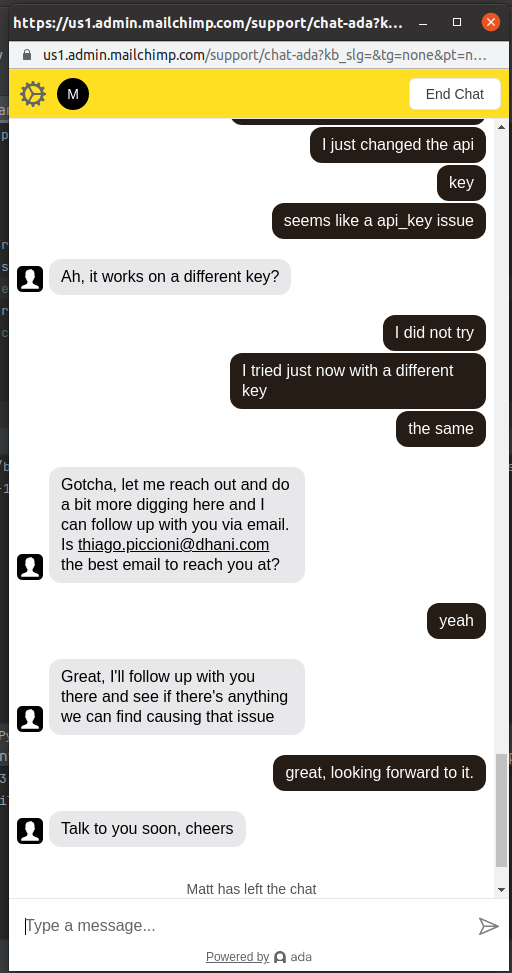 https://us1.admin.mailchimp.com/support/chat-ada?k...
us1.admin.mailchimp.com/support/chat-ada?kb_slg=&tg=none&pt=n...
M
End Chat
I just changed the api
key
seems like a api_key issue
Ah, it works on a different key?
I did not try
I tried just now with a different
key
the same
Gotcha, let me reach out and do
a bit more digging here and I
can follow up with you via email.
Is thiago.piccioni@dhani.com
the best email to reach you at?
yeah
Great, I'll follow up with you
there and see if there's anything
we can find causing that issue
great, looking forward to it.
Talk to you soon, cheers
Matt has left the chat
Type a message...
Powered by ada